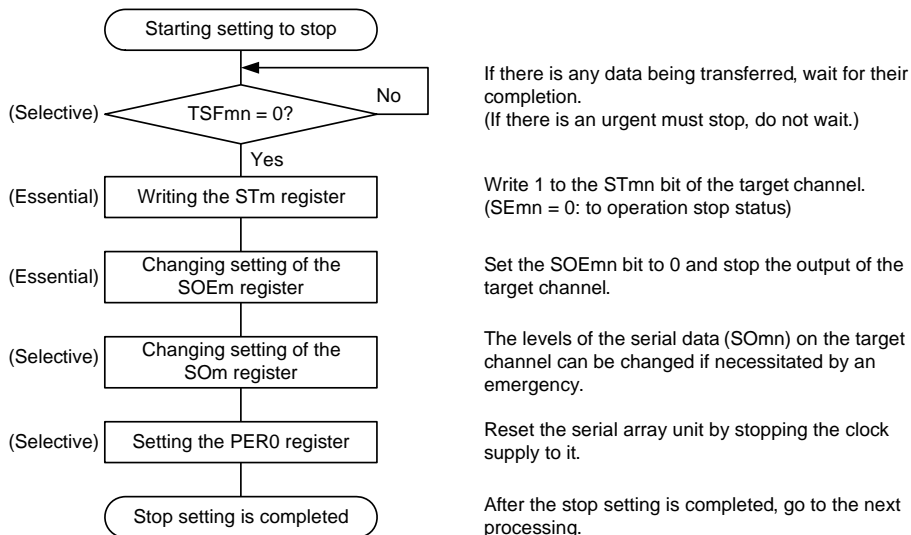 Starting setting to stop
No
If there is any data being transferred, wait for their
completion.
(If there is an urgent must stop, do not wait.)
(Selective)
TSFmn = 0?
Yes
(Essential)
Writing the STm register
Write 1 to the STmn bit of the target channel.
(SEmn = 0: to operation stop status)
(Essential)
Changing setting of the
SOEm register
Set the SOEmn bit to 0 and stop the output of the
target channel.
(Selective)
Changing setting of the
SOm register
The levels of the serial data (SOmn) on the target
channel can be changed if necessitated by an
emergency.
(Selective)
Setting the PER0 register
Reset the serial array unit by stopping the clock
supply to it.
Stop setting is completed
After the stop setting is completed, go to the next
processing.